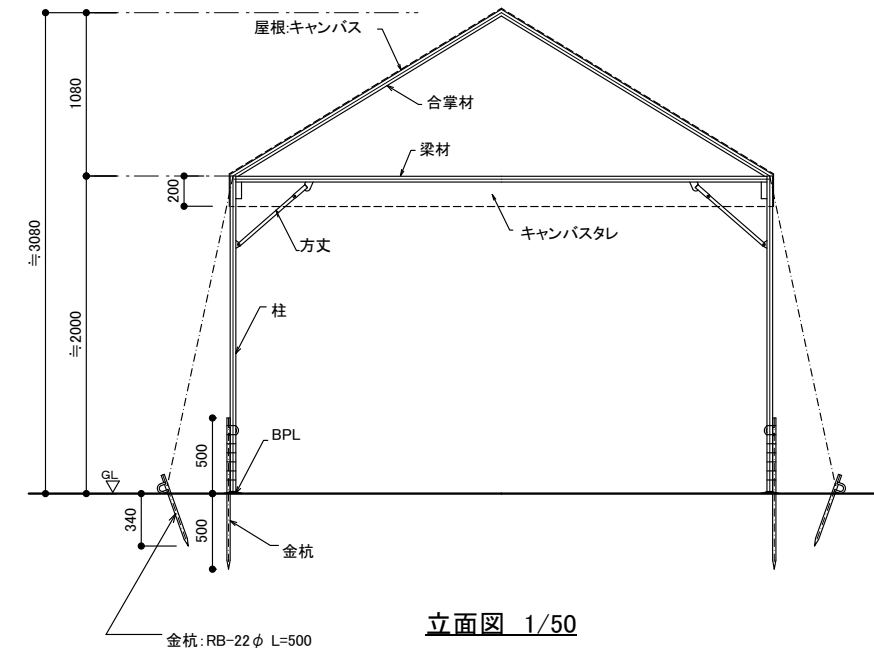 屋根:キャンバス
1080
合掌材
梁材
200
キャンバスタレ
方丈
≒3080
≒2000
柱
BPL
500
GL
340
500
金杭
立面図 1/50
金杭:RB-22φ L=500